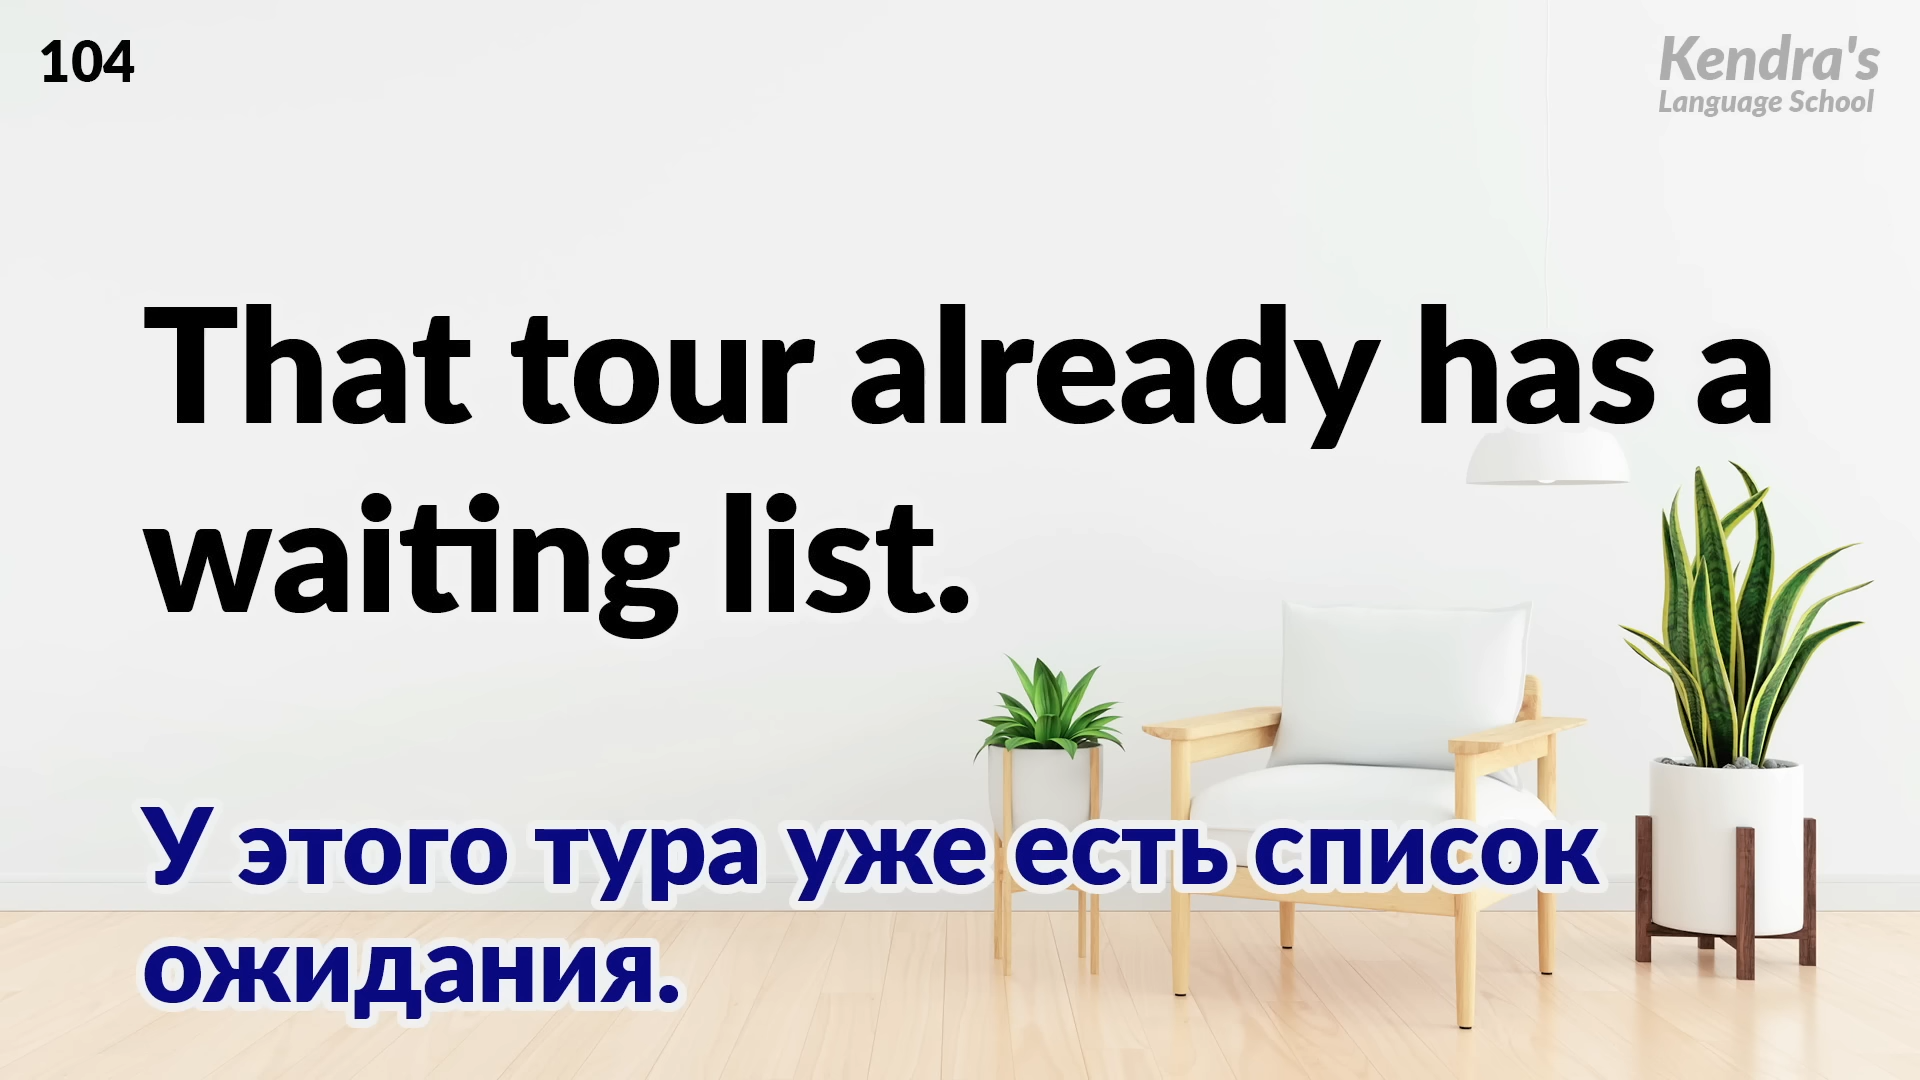 104
Kendra's
Language School
That tour already has a
waiting list.
У этого тура уже есть список
ожидания.